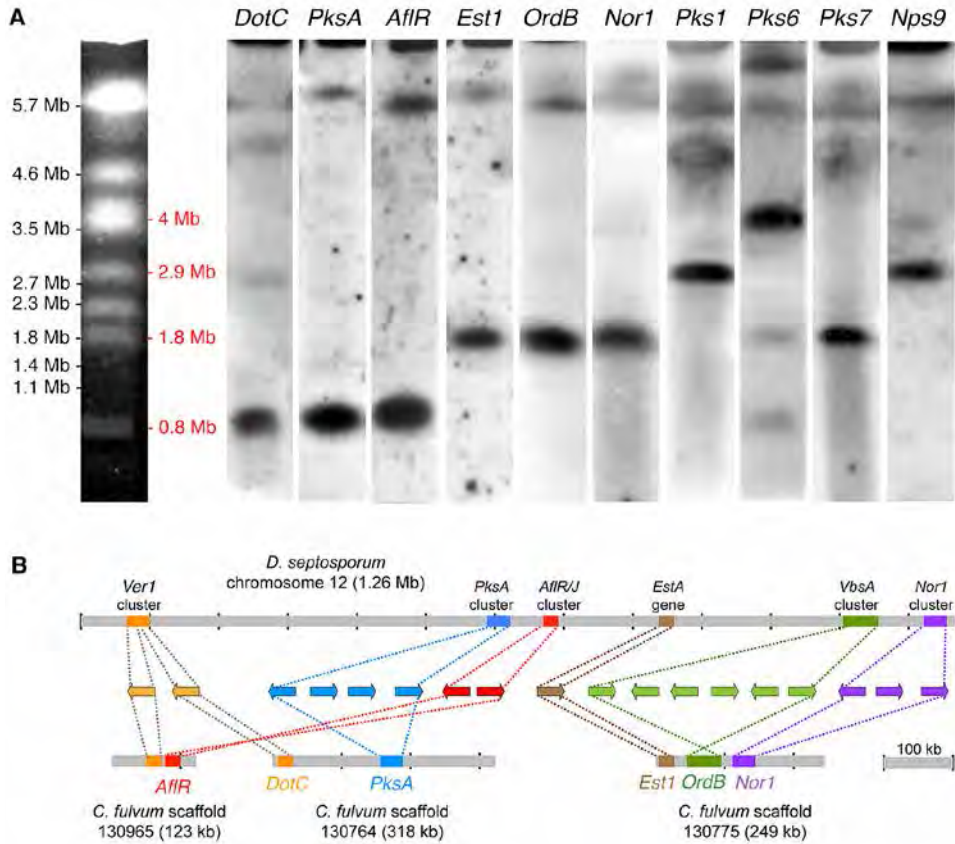 A
DotC PksA AflR Est1 OrdB Nor1 Pks1 Pks6 Pks7 Nps9
5.7 Mb
4.6 Mb
3.5 Mb
2.7 Mb
2.3 Mb
1.8 Mb
1.4 Mb
1.1 Mb
4 Mb
2.9 Mb
1.8 Mb
0.8 Mb
B
D. septosporum
chromosome 12 (1.26 Mb)
Ver1
cluster
PksA
cluster
AflR/J
cluster
EstA
gene
VbsA
cluster
Nor1
cluster
100 kb
AflR DotC PksA Est1 OrdB Nor1
C. fulvum scaffold
130965 (123 kb)
C. fulvum scaffold
130764 (318 kb)
C. fulvum scaffold
130775 (249 kb)